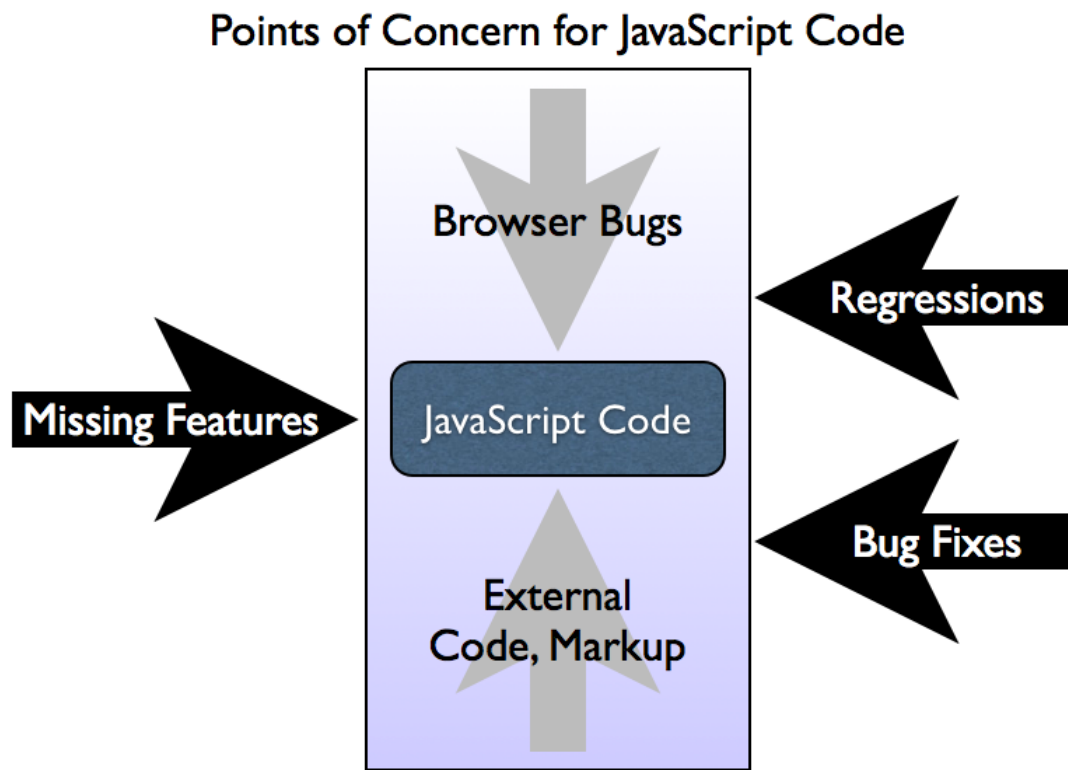 Points of Concern for JavaScript Code
Browser Bugs
Regressions
Missing Features
JavaScript Code
Bug Fixes
External
Code, Markup